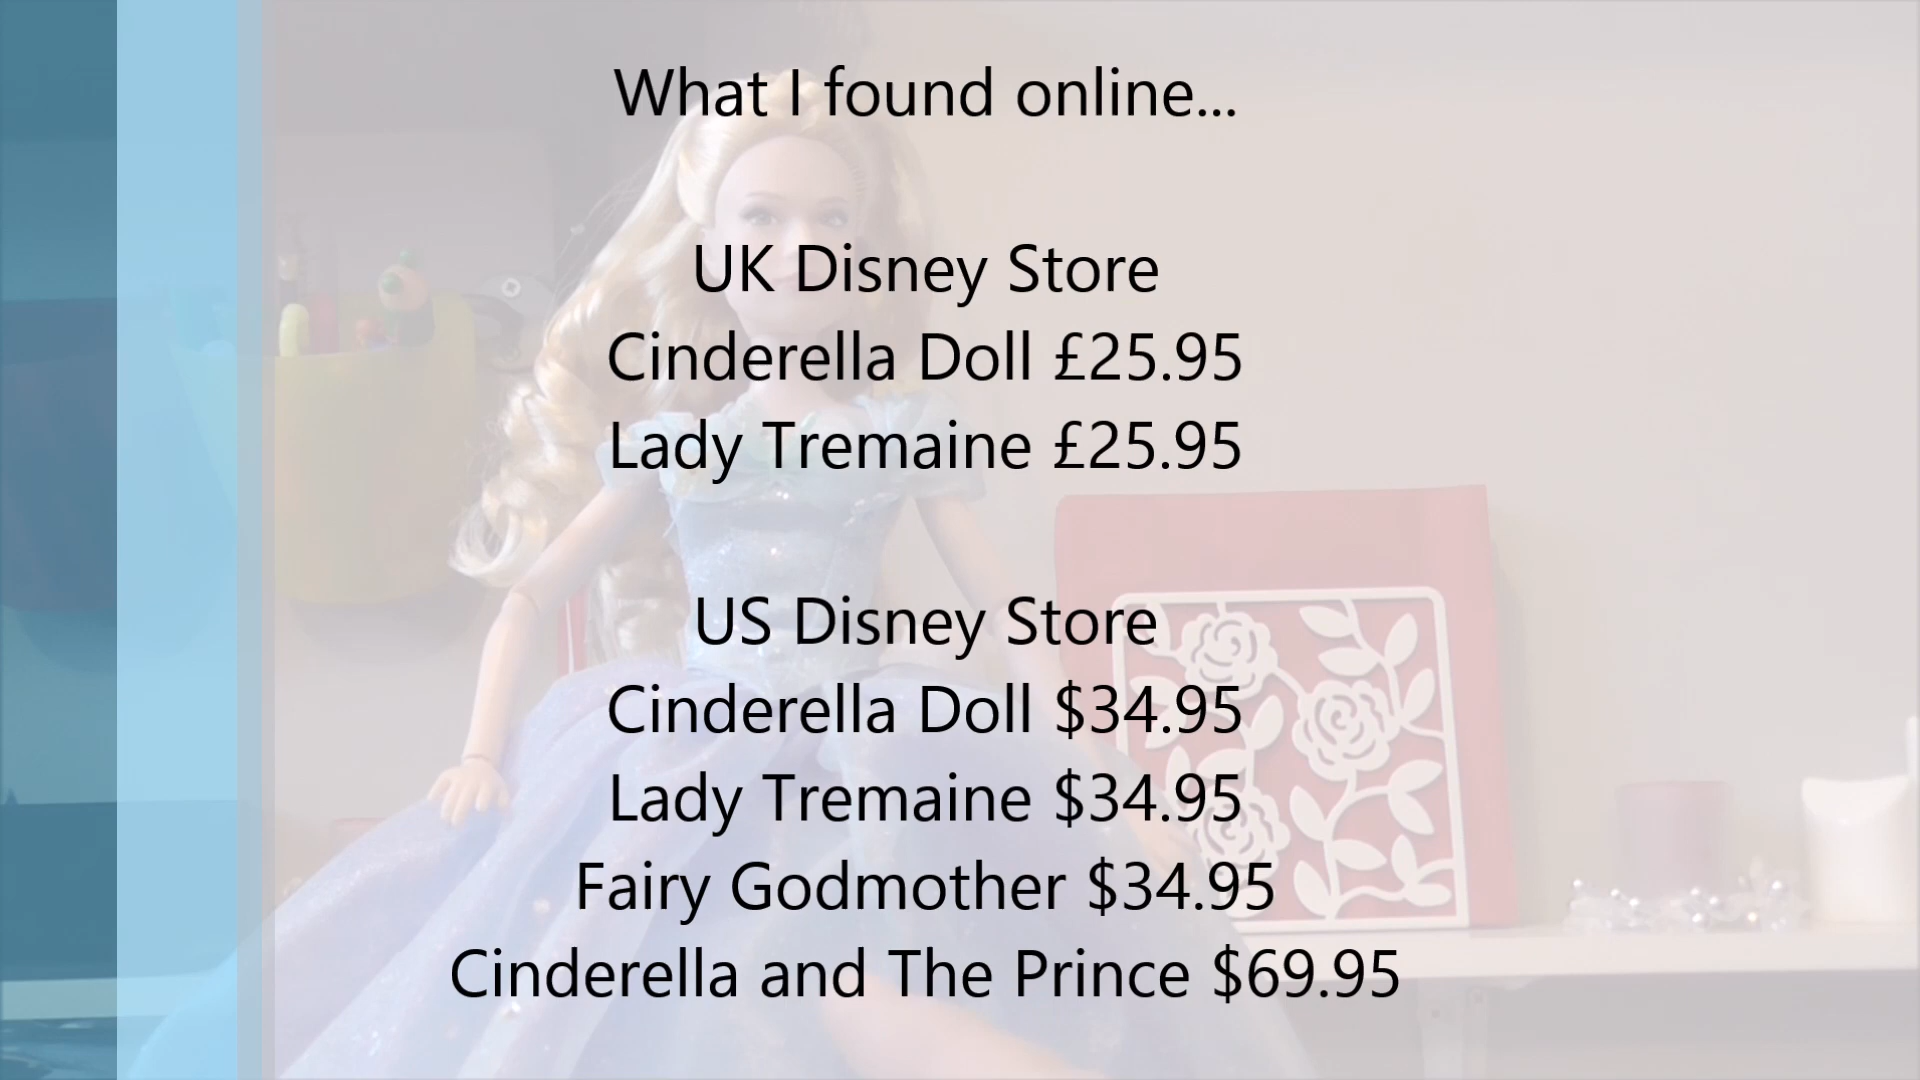 What I found online...
UK Disney Store
Cinderella Doll £25.95
Lady Tremaine £25.95
US Disney Store
Cinderella Doll $34.95
Lady Tremaine $34.95
Fairy Godmother $34.95
Cinderella and The Prince $69.95